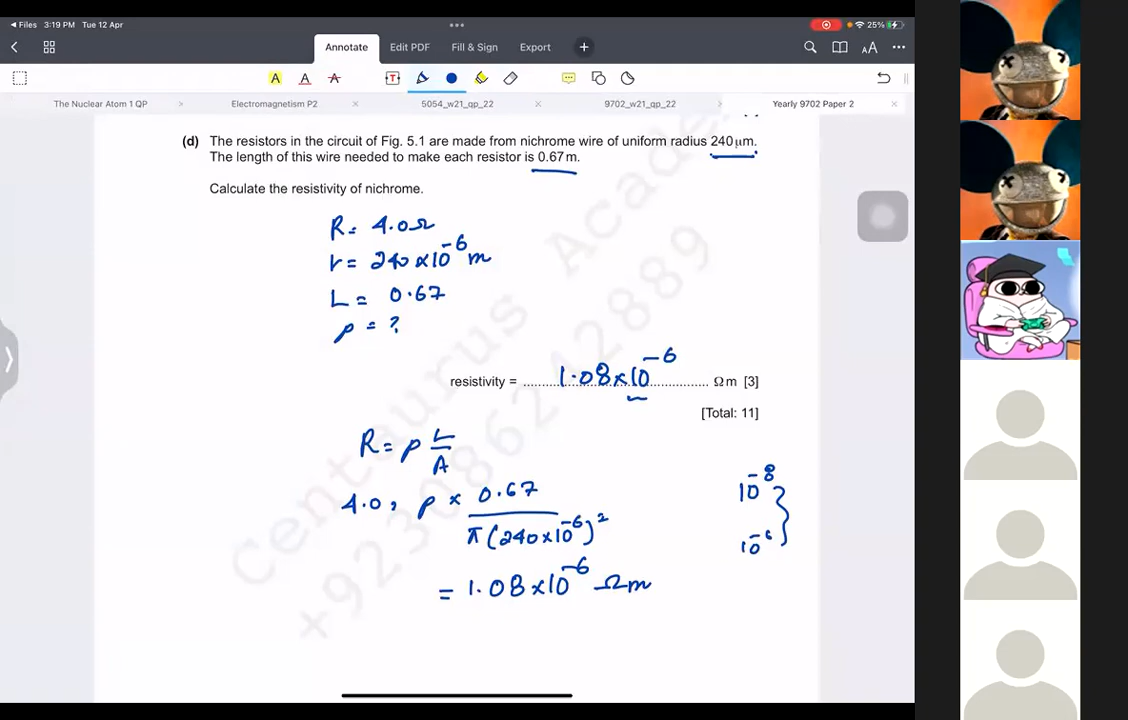 Files 3:19 PM Tue 12 Apr
25%
Annotate Edit PDF Fill & Sign Export
The Nuclear Atom 1 QP Electromagnetism P2 5054_w21_qp_22 9702_w21_qp_22 Yearly 9702 Paper 2
(d) The resistors in the circuit of Fig. 5.1 are made from nichrome wire of uniform radius 240 μm.
The length of this wire needed to make each resistor is 0.67 m.
Calculate the resistivity of nichrome.
R = 4.0Ω
r = 240 × 10⁻⁶ m
L = 0.67
ρ = ?
resistivity = 1.08 × 10⁻⁶ Ω m [3]
[Total: 11]
R = ρ L/A
4.0 = ρ × 0.67 / π (240 × 10⁻⁶)²
= 1.08 × 10⁻⁶ Ωm
10⁻⁸
10⁻⁶
Centaurus Academy
+923086242889